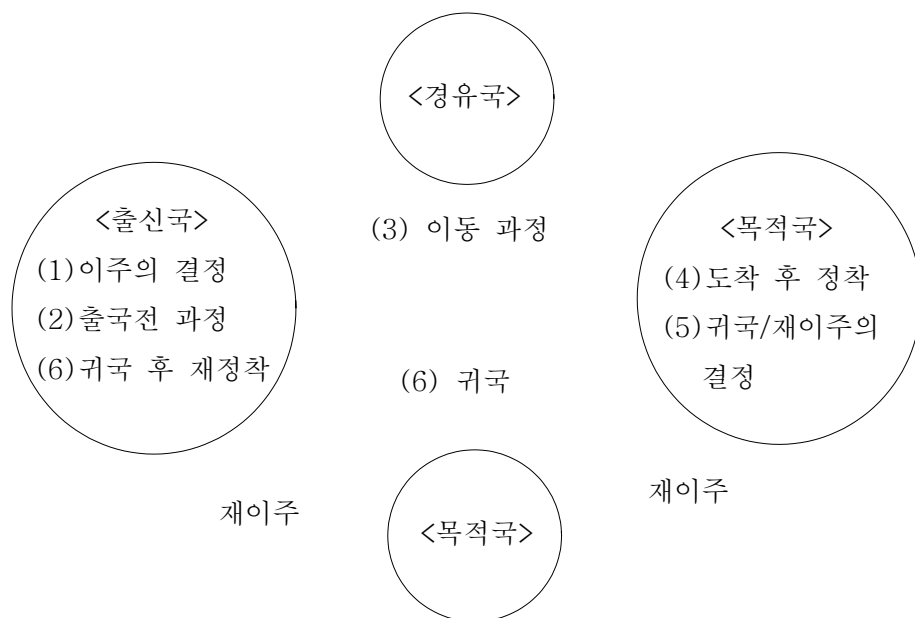 <경유국>
<출신국>
(1)이주의 결정
(2)출국전 과정
(6)귀국 후 재정착
(3) 이동 과정
(6) 귀국
<목적국>
(4)도착 후 정착
(5)귀국/재이주의
결정
재이주
<목적국>
재이주